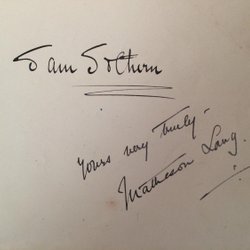 Sam Sothern
Yours very truly -
Matheson Lang.